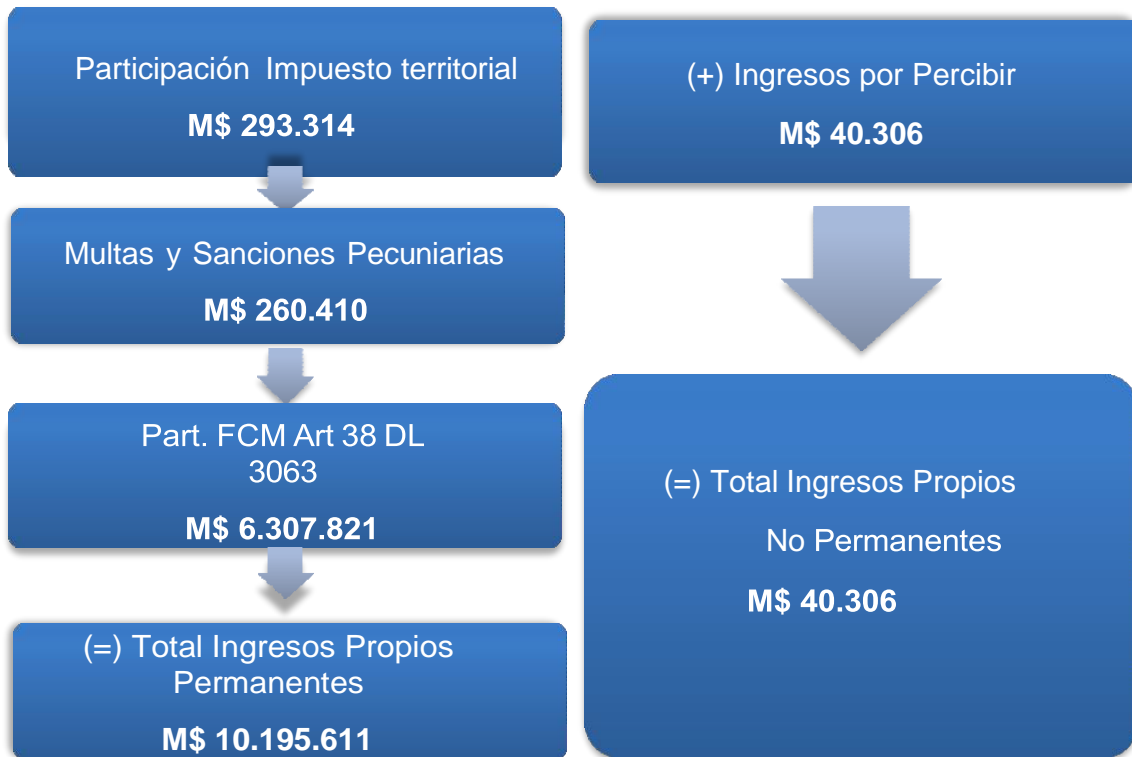 Participación Impuesto territorial
M$ 293.314
Multas y Sanciones Pecuniarias
M$ 260.410
Part. FCM Art 38 DL
3063
M$ 6.307.821
(=) Total Ingresos Propios
Permanentes
M$ 10.195.611
(+) Ingresos por Percibir
M$ 40.306
(=) Total Ingresos Propios
No Permanentes
M$ 40.306